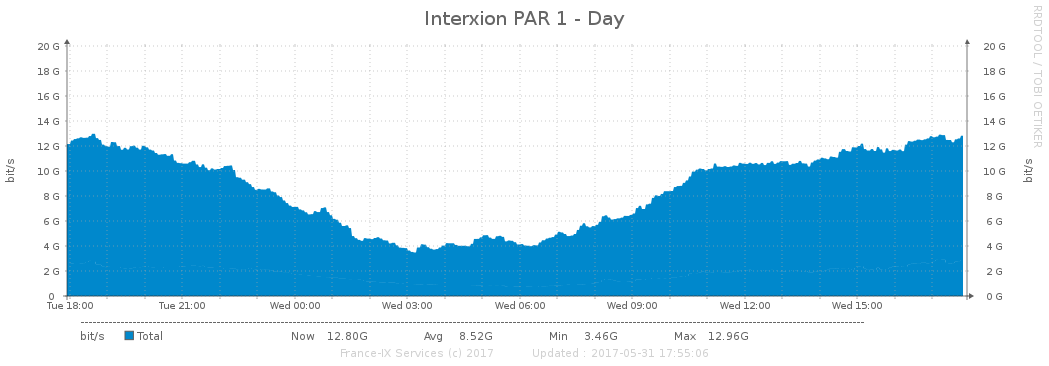 Interxion PAR 1 - Day
RRDTOOL / TOBI OETIKER
bit/s
20 G 20 G
18 G 18 G
16 G 16 G
14 G 14 G
12 G 12 G
10 G 10 G
8 G 8 G
6 G 6 G
4 G 4 G
2 G 2 G
0 0 G
bit/s
Tue 18:00 Tue 21:00 Wed 00:00 Wed 03:00 Wed 06:00 Wed 09:00 Wed 12:00 Wed 15:00
bit/s Total Now 12.80G Avg 8.52G Min 3.46G Max 12.96G
France-IX Services (c) 2017 Updated : 2017-05-31 17:55:06